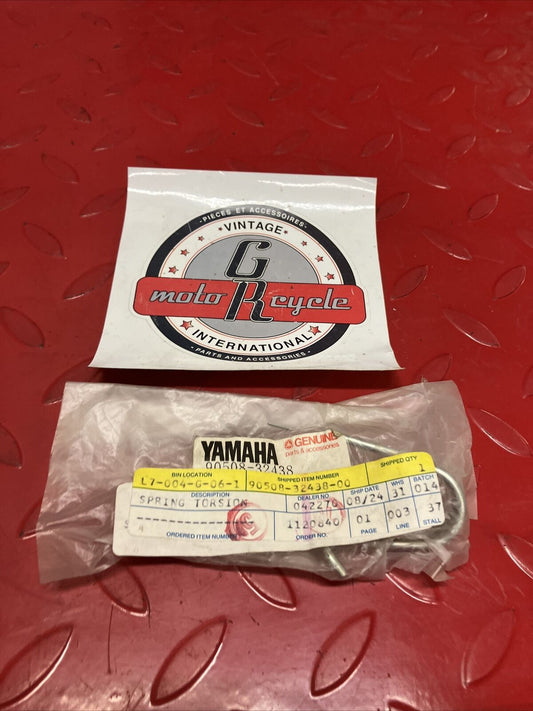 • PIECES ET ACCESSOIRES •
VINTAGE
GR
moto cycle
INTERNATIONAL
• PARTS AND ACCESSORIES •
YAMAHA
GENUINE
parts & accessories
90508-32438
BIN LOCATION SHIPPED ITEM NUMBER SHIPPED QTY
L7-004-G-06-1 90508-32438-00 1
DESCRIPTION DEALER NO. SHIP DATE WHS BATCH
SPRING TORSION 042270 08/24 31 014
1120840 01 003 37
ORDERED ITEM NUMBER ORDER NO. PAGE LINE STALL